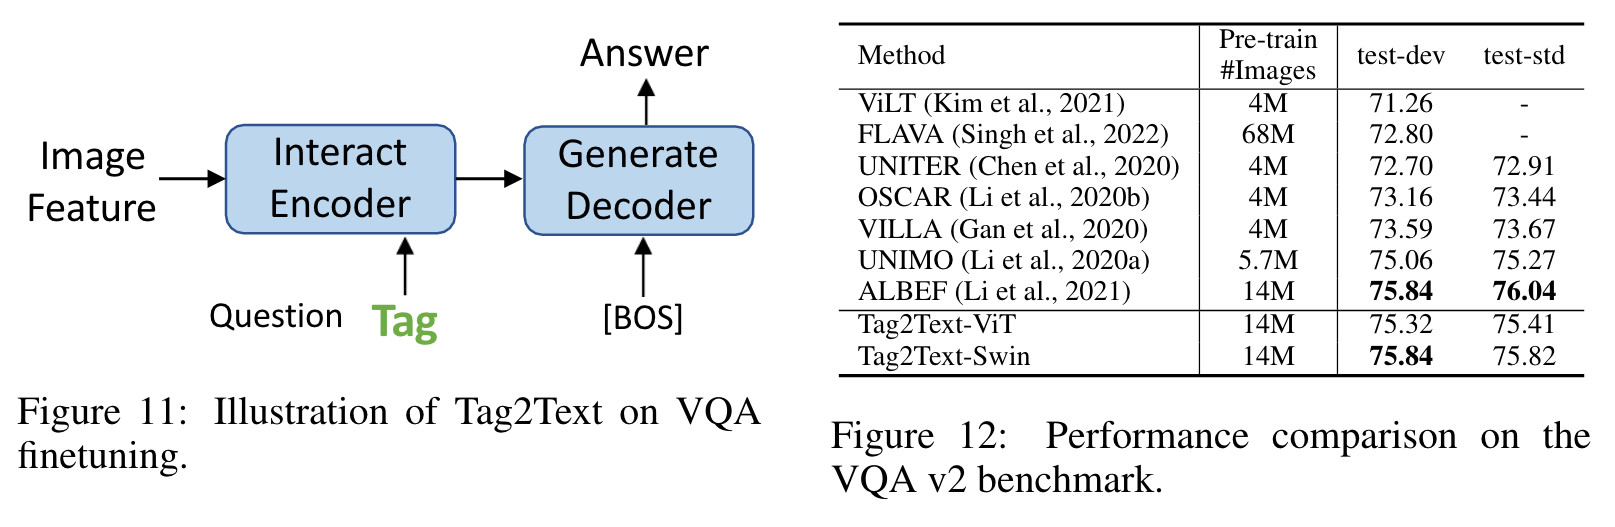 Answer
Image
Feature
Interact
Encoder
Generate
Decoder
Question Tag [BOS]
Figure 11: Illustration of Tag2Text on VQA
finetuning.
Method Pre-train #Images test-dev test-std
ViLT (Kim et al., 2021) 4M 71.26 -
FLAVA (Singh et al., 2022) 68M 72.80 -
UNITER (Chen et al., 2020) 4M 72.70 72.91
OSCAR (Li et al., 2020b) 4M 73.16 73.44
VILLA (Gan et al., 2020) 4M 73.59 73.67
UNIMO (Li et al., 2020a) 5.7M 75.06 75.27
ALBEF (Li et al., 2021) 14M 75.84 76.04
Tag2Text-ViT 14M 75.32 75.41
Tag2Text-Swin 14M 75.84 75.82
Figure 12: Performance comparison on the
VQA v2 benchmark.